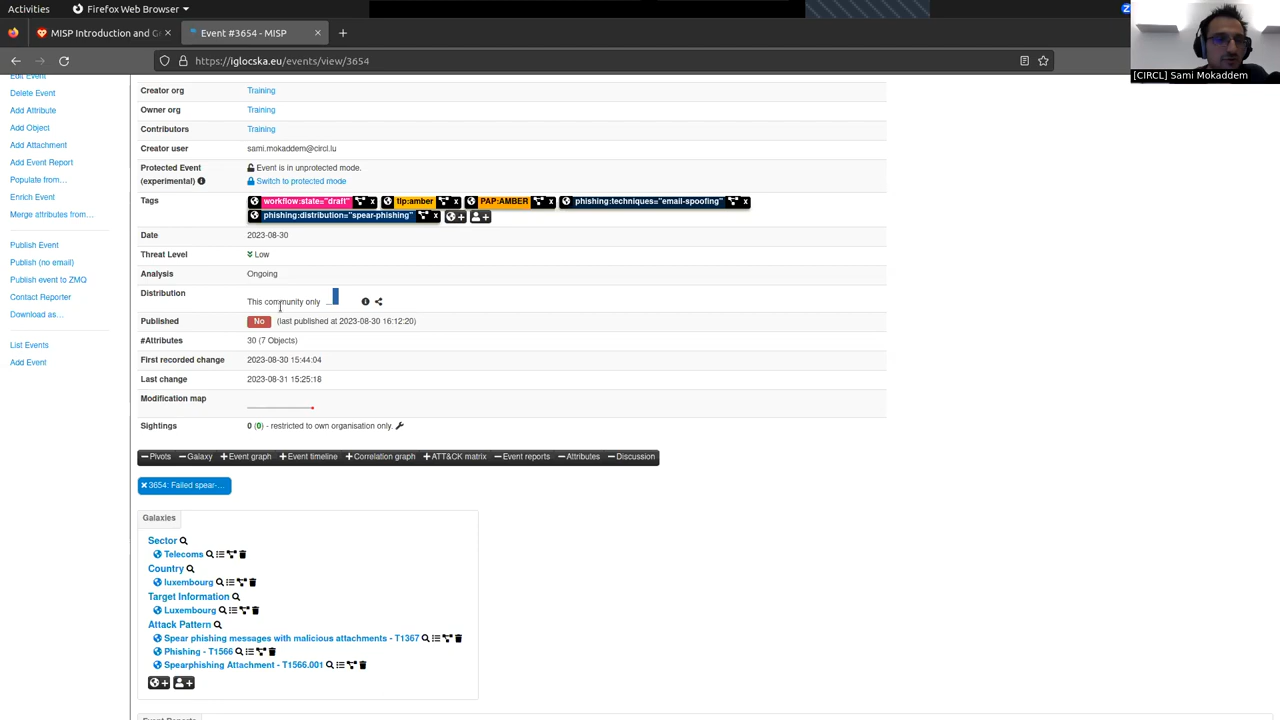 Activities Firefox Web Browser
MISP Introduction and G × Event #3654 - MISP × +
https://iglocska.eu/events/view/3654
[CIRCL] Sami Mokaddem
Edit Event
Delete Event
Add Attribute
Add Object
Add Attachment
Add Event Report
Populate from...
Enrich Event
Merge attributes from...
Publish Event
Publish (no email)
Publish event to ZMQ
Contact Reporter
Download as...
List Events
Add Event
Creator org Training
Owner org Training
Contributors Training
Creator user sami.mokaddem@circl.lu
Protected Event Event is in unprotected mode.
(experimental) Switch to protected mode
Tags workflow:state="draft" x tlp:amber x PAP:AMBER x phishing:techniques="email-spoofing" x
phishing:distribution="spear-phishing" x + +
Date 2023-08-30
Threat Level Low
Analysis Ongoing
Distribution
This community only
Published No (last published at 2023-08-30 16:12:20)
#Attributes 30 (7 Objects)
First recorded change 2023-08-30 15:44:04
Last change 2023-08-31 15:25:18
Modification map
Sightings 0 (0) - restricted to own organisation only.
−Pivots −Galaxy +Event graph +Event timeline +Correlation graph +ATT&CK matrix −Event reports −Attributes −Discussion
×3654: Failed spear-...
Galaxies
Sector
Telecoms
Country
luxembourg
Target Information
Luxembourg
Attack Pattern
Spear phishing messages with malicious attachments - T1367
Phishing - T1566
Spearphishing Attachment - T1566.001
+ +
Event Reports